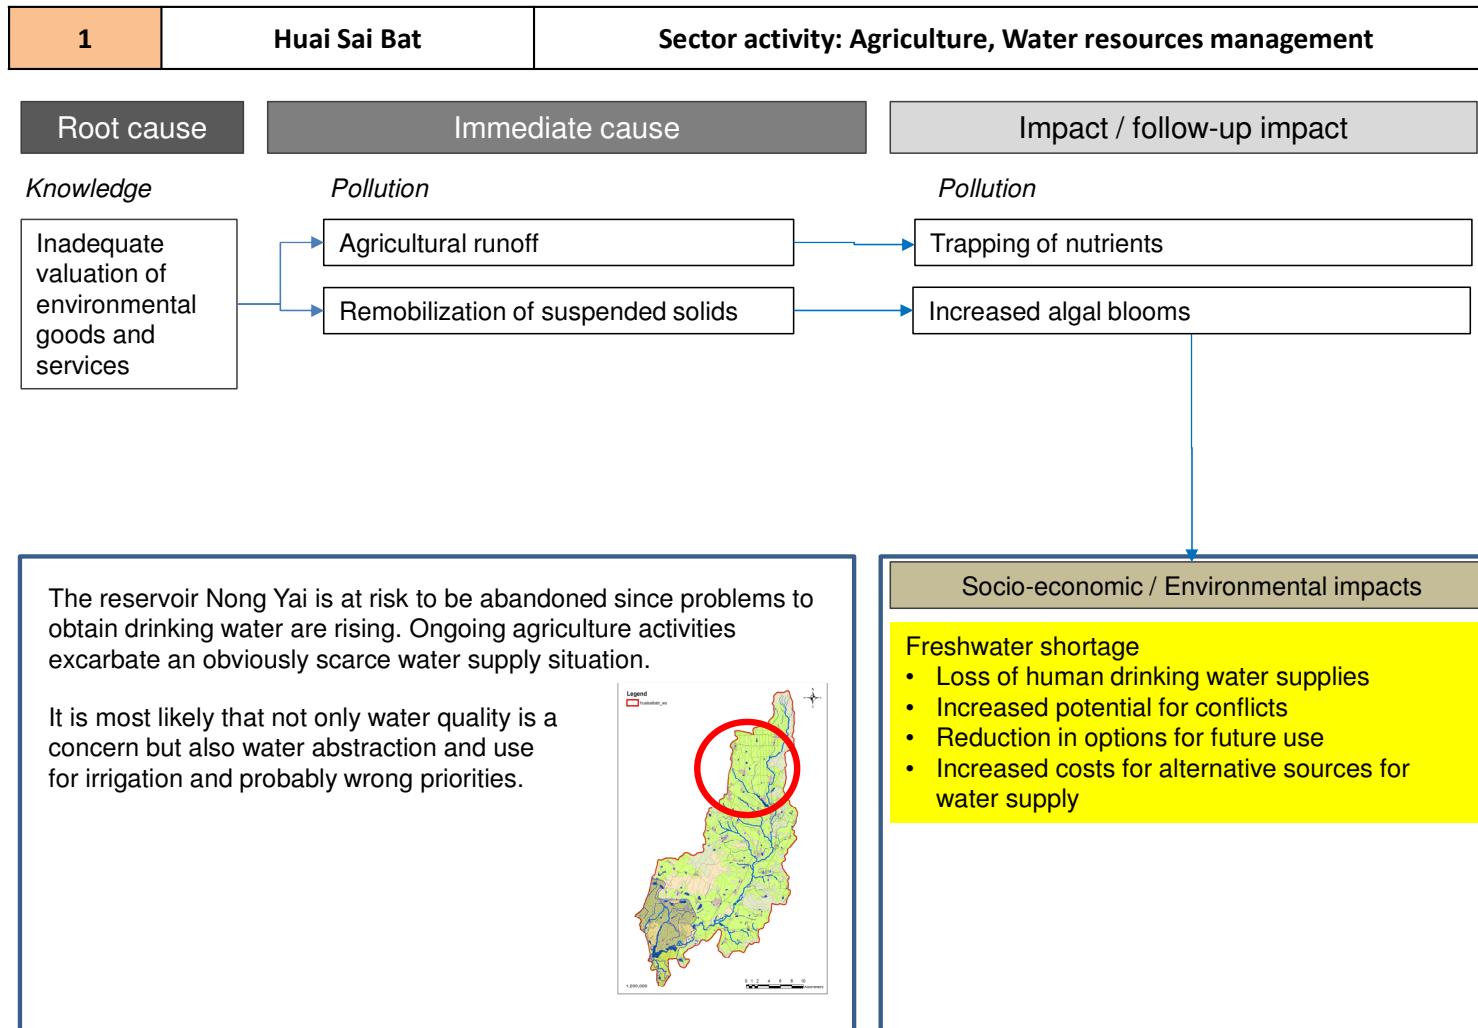 1
Huai Sai Bat
Sector activity: Agriculture, Water resources management
Root cause
Immediate cause
Impact / follow-up impact
Knowledge
Pollution
Pollution
Inadequate
valuation of
environmental
goods and
services
Agricultural runoff
Trapping of nutrients
Remobilization of suspended solids
Increased algal blooms
The reservoir Nong Yai is at risk to be abandoned since problems to
obtain drinking water are rising. Ongoing agriculture activities
excarbate an obviously scarce water supply situation.
It is most likely that not only water quality is a
concern but also water abstraction and use
for irrigation and probably wrong priorities.
Legend
1:200,000
Socio-economic / Environmental impacts
Freshwater shortage
• Loss of human drinking water supplies
• Increased potential for conflicts
• Reduction in options for future use
• Increased costs for alternative sources for
water supply